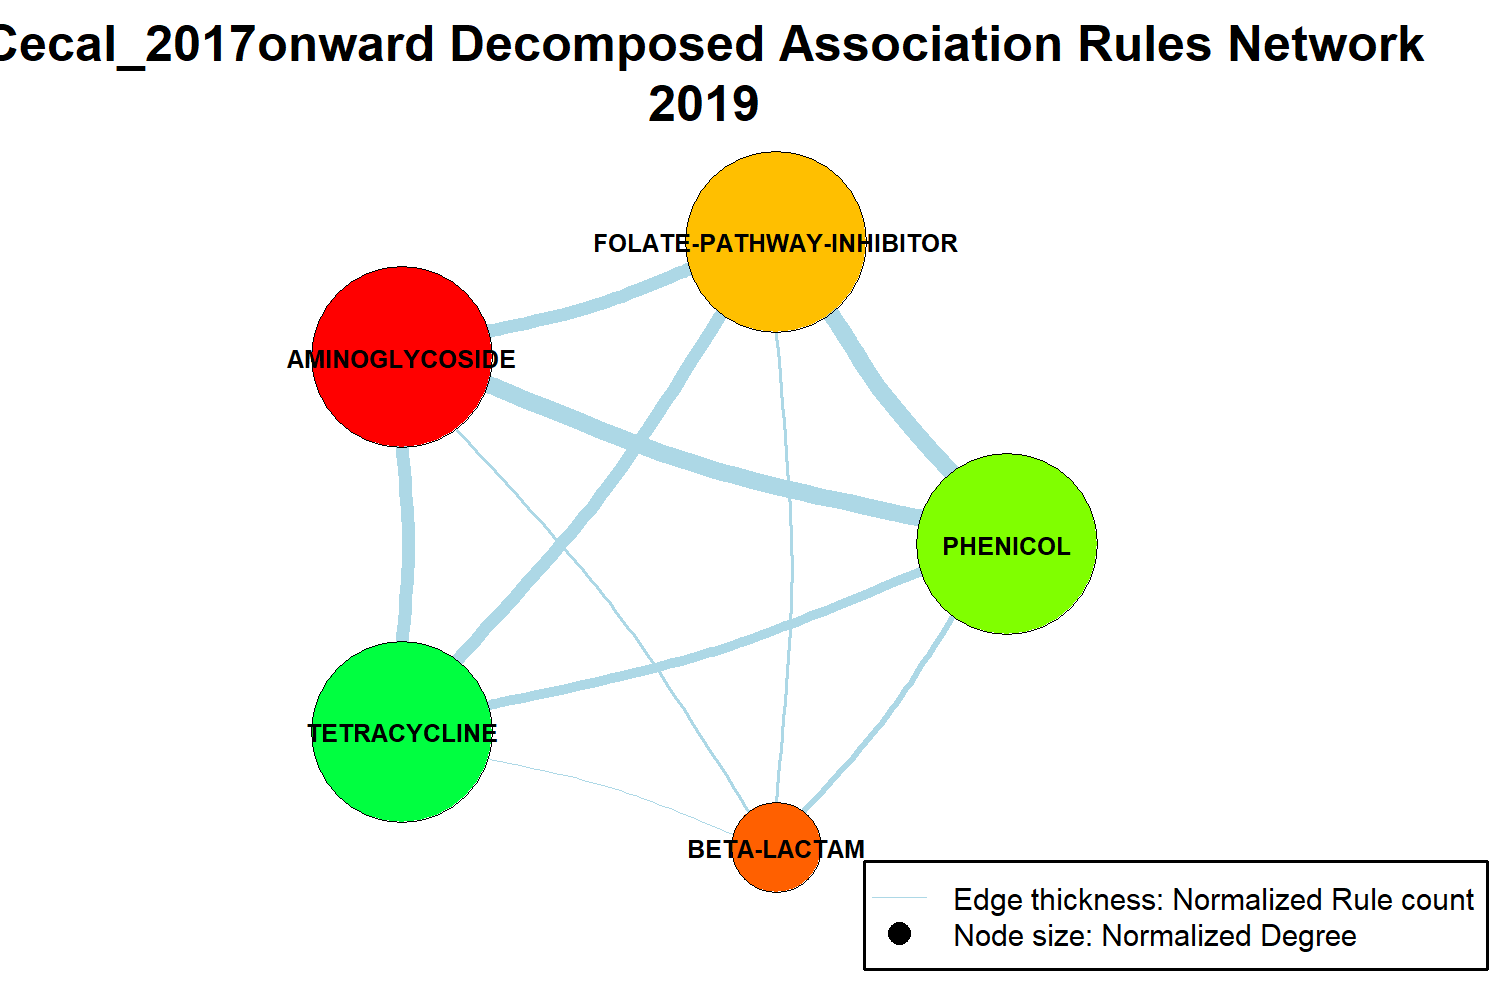 Cecal_2017onward Decomposed Association Rules Network
2019
FOLATE-PATHWAY-INHIBITOR
AMINOGLYCOSIDE
PHENICOL
TETRACYCLINE
BETA-LACTAM
Edge thickness: Normalized Rule count
Node size: Normalized Degree